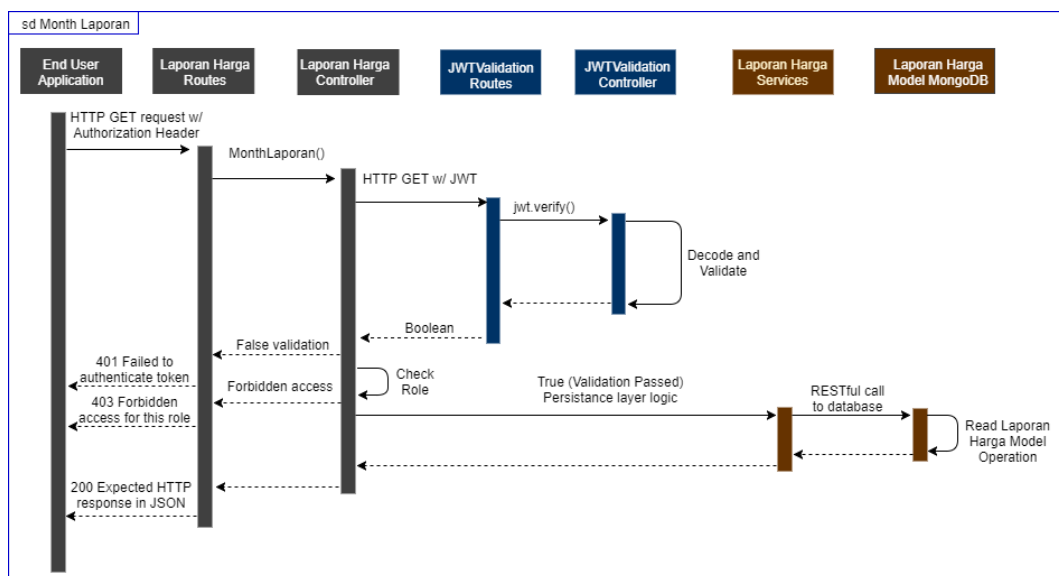 sd Month Laporan
End User
Application
Laporan Harga
Routes
Laporan Harga
Controller
JWTValidation
Routes
JWTValidation
Controller
Laporan Harga
Services
Laporan Harga
Model MongoDB
HTTP GET request w/
Authorization Header
MonthLaporan()
HTTP GET w/ JWT
jwt.verify()
Decode and
Validate
Boolean
False validation
401 Failed to
authenticate token
Check
Role
Forbidden access
403 Forbidden
access for this role
True (Validation Passed)
Persistance layer logic
RESTful call
to database
Read Laporan
Harga Model
Operation
200 Expected HTTP
response in JSON